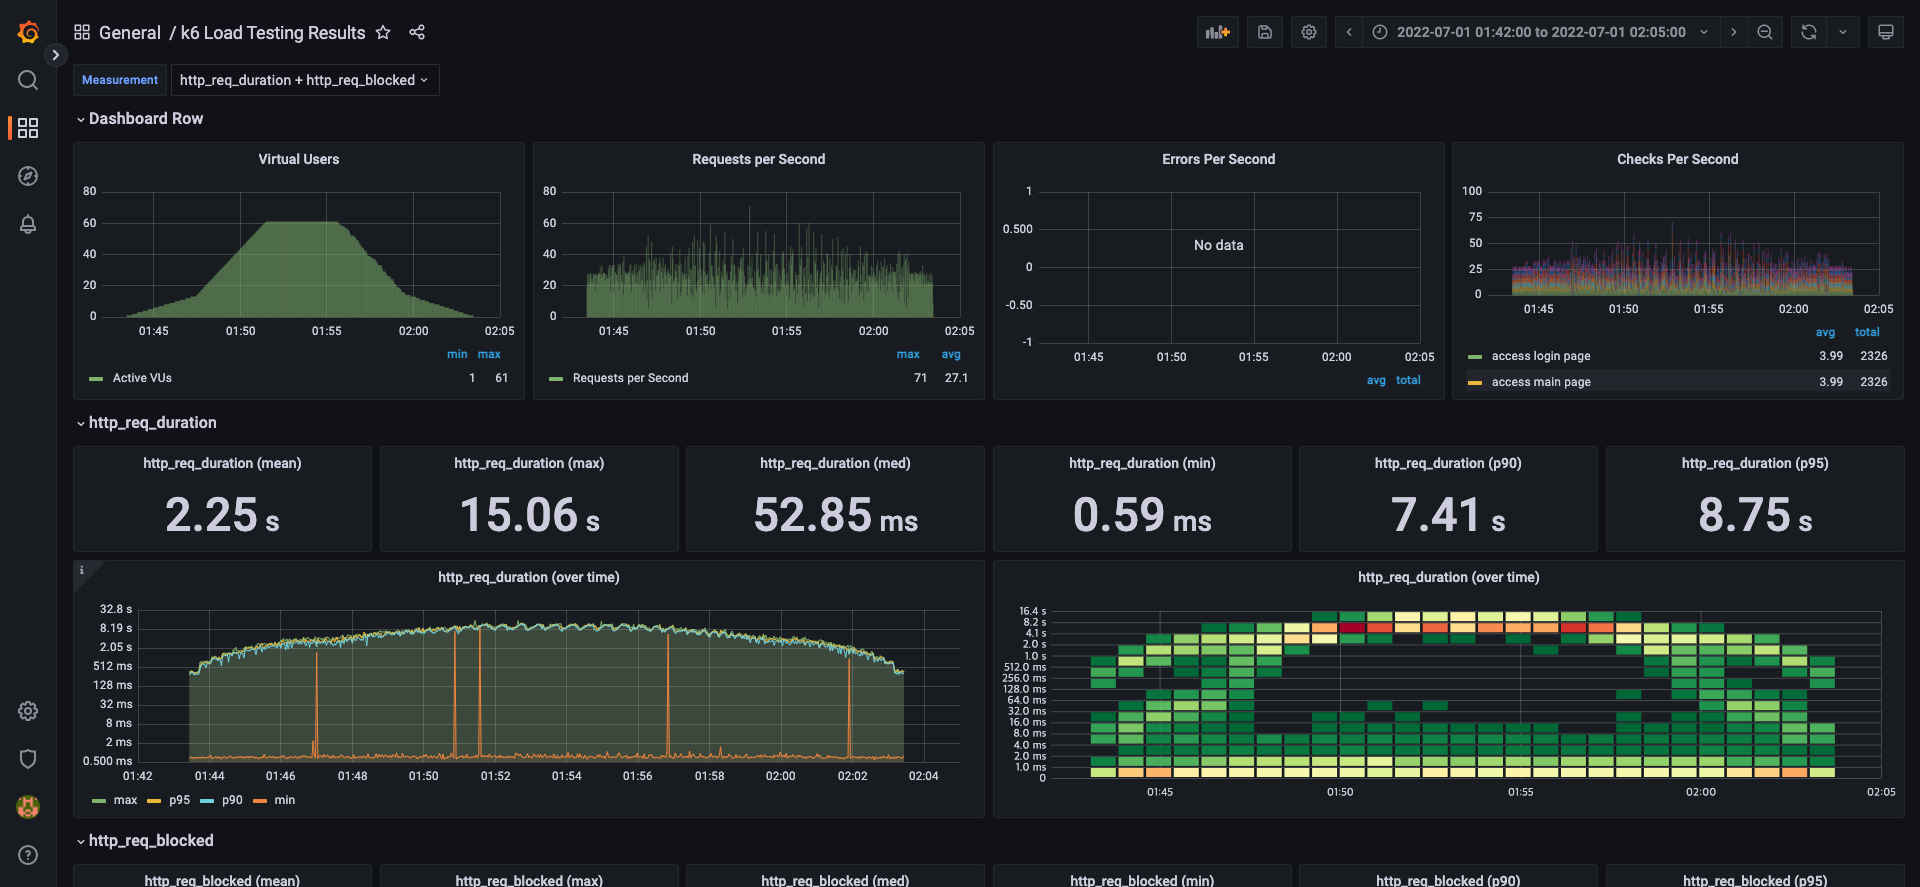 General / k6 Load Testing Results
2022-07-01 01:42:00 to 2022-07-01 02:05:00
Measurement
http_req_duration + http_req_blocked
Dashboard Row
Virtual Users
80
60
40
20
0
01:45 01:50 01:55 02:00 02:05
min max
Active VUs 1 61
Requests per Second
80
60
40
20
0
01:45 01:50 01:55 02:00 02:05
max avg
Requests per Second 71 27.1
Errors Per Second
1
0.500
0
-0.50
-1
No data
01:45 01:50 01:55 02:00 02:05
avg total
Checks Per Second
100
75
50
25
0
01:45 01:50 01:55 02:00 02:05
avg total
access login page 3.99 2326
access main page 3.99 2326
http_req_duration
http_req_duration (mean)
2.25 s
http_req_duration (max)
15.06 s
http_req_duration (med)
52.85 ms
http_req_duration (min)
0.59 ms
http_req_duration (p90)
7.41 s
http_req_duration (p95)
8.75 s
i
http_req_duration (over time)
32.8 s
8.19 s
2.05 s
512 ms
128 ms
32 ms
8 ms
2 ms
0.500 ms
01:42 01:44 01:46 01:48 01:50 01:52 01:54 01:56 01:58 02:00 02:02 02:04
max p95 p90 min
http_req_duration (over time)
16.4 s
8.2 s
4.1 s
2.0 s
1.0 s
512.0 ms
256.0 ms
128.0 ms
64.0 ms
32.0 ms
16.0 ms
8.0 ms
4.0 ms
2.0 ms
1.0 ms
0
01:45 01:50 01:55 02:00 02:05
http_req_blocked
http_req_blocked (mean)
http_req_blocked (max)
http_req_blocked (med)
http_req_blocked (min)
http_req_blocked (p90)
http_req_blocked (p95)